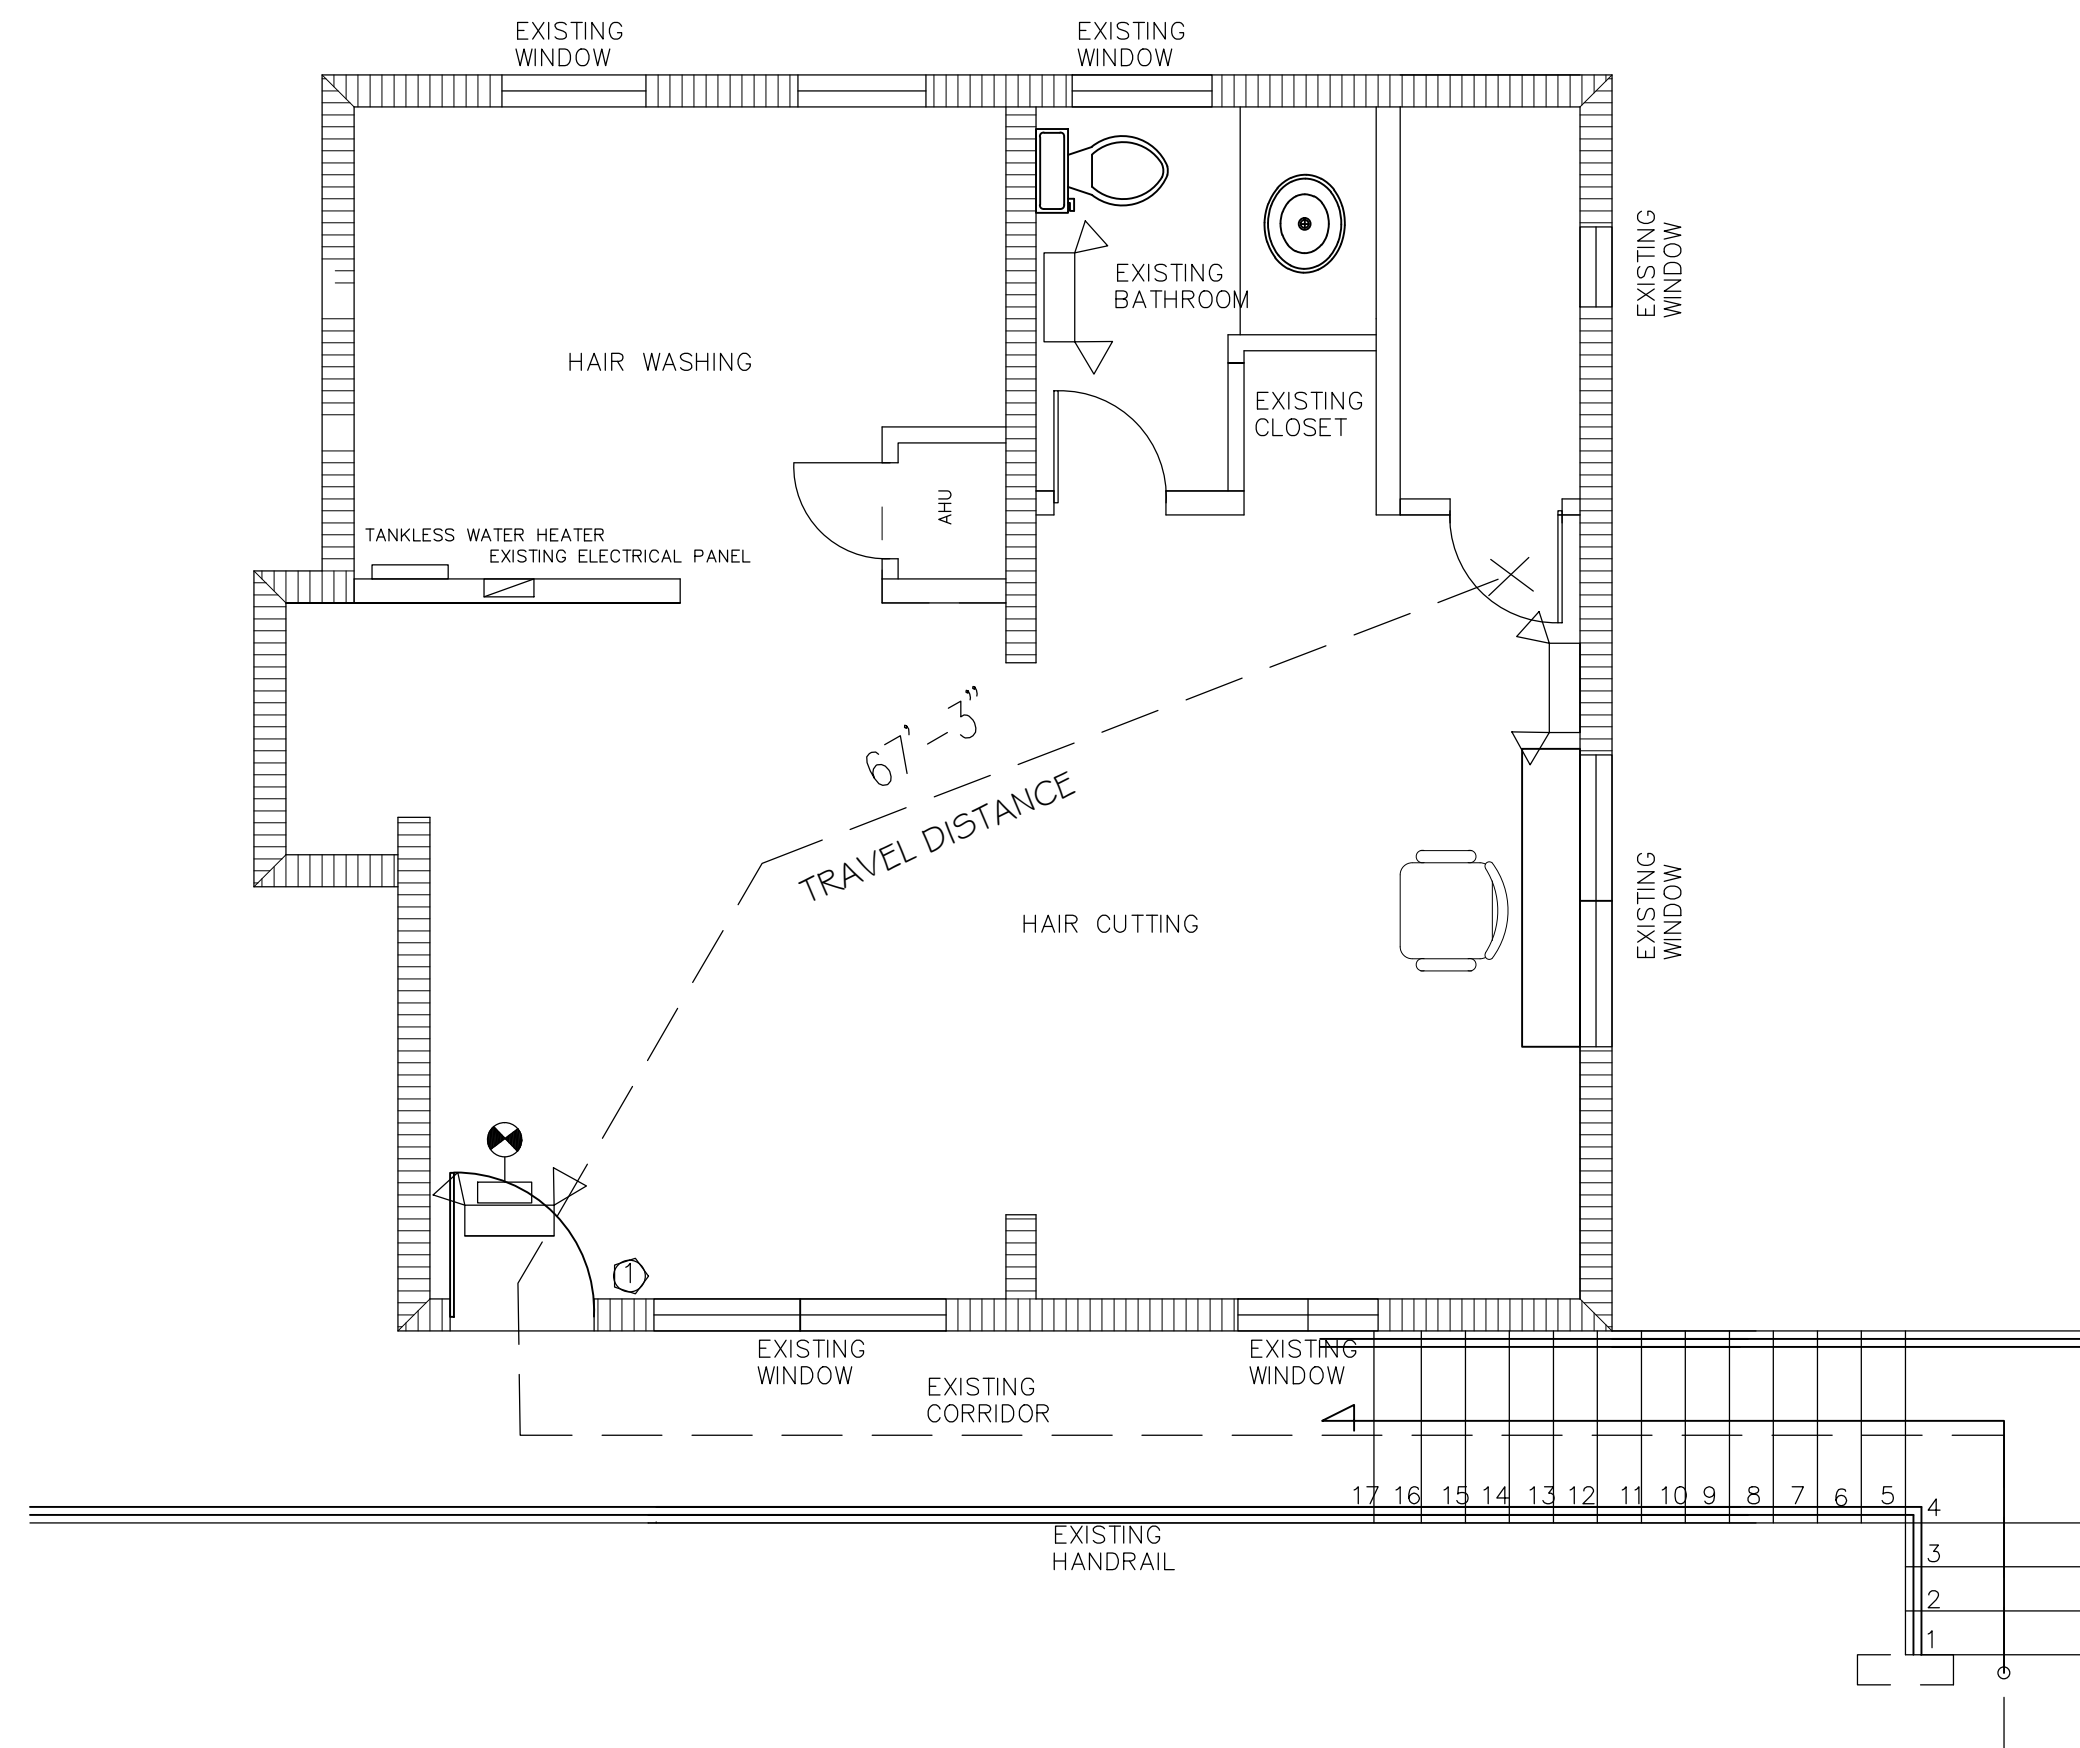 EXISTING
WINDOW
EXISTING
WINDOW
EXISTING
WINDOW
EXISTING
BATHROOM
HAIR WASHING
EXISTING
CLOSET
AHU
TANKLESS WATER HEATER
EXISTING ELECTRICAL PANEL
67'-3"
TRAVEL DISTANCE
HAIR CUTTING
EXISTING
WINDOW
1
EXISTING
WINDOW
EXISTING
WINDOW
EXISTING
CORRIDOR
17 16 15 14 13 12 11 10 9 8 7 6 5
4
EXISTING
HANDRAIL
3
2
1